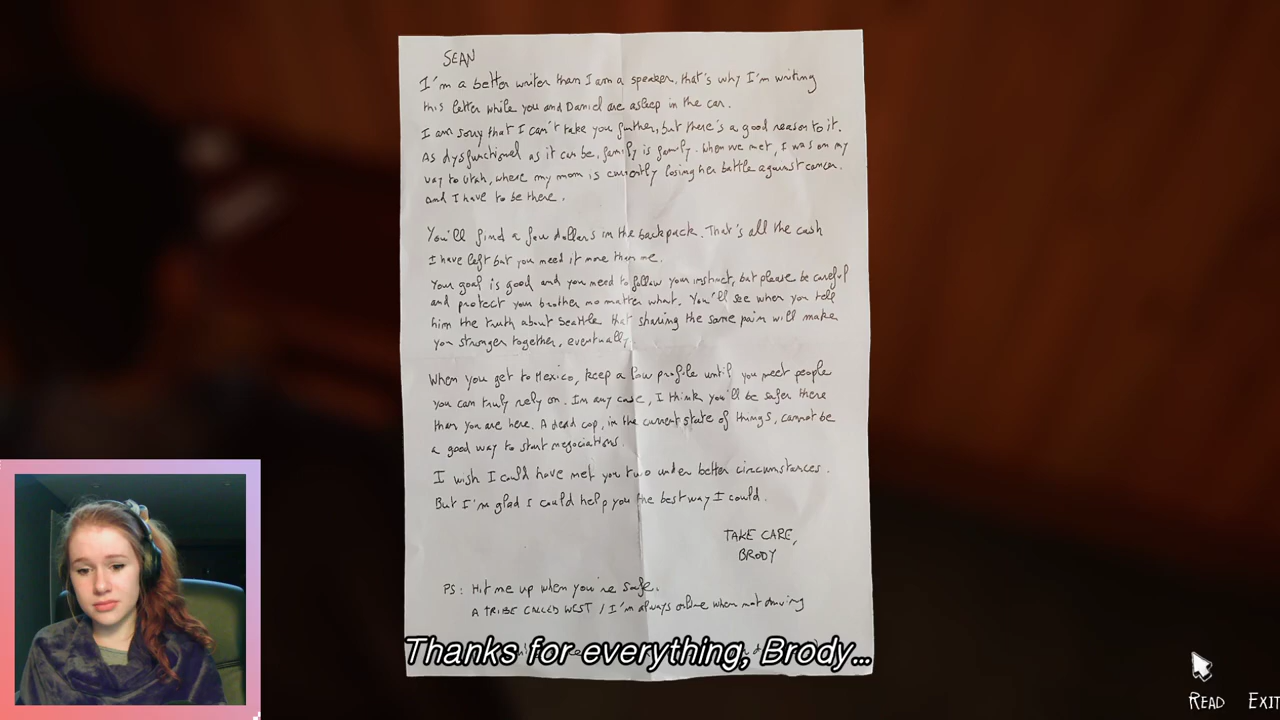 SEAN
I'm a better writer than I am a speaker, that's why I'm writing
this letter while you and Daniel are asleep in the car.
I am sorry that I can't take you further, but there's a good reason to it.
As dysfunctional as it can be, family is family. When we met, I was on my
way to Utah, where my mom is currently losing her battle against cancer.
and I have to be there.
You'll find a few dollars in the backpack. That's all the cash
I have left but you need it more than me.
Your goal is good and you need to follow your instinct, but please be careful
and protect your brother no matter what. You'll see when you tell
him the truth about Seattle that sharing the same pain will make
you stronger together, eventually.
When you get to Mexico, keep a low profile until you meet people
you can truly rely on. In any case, I think you'll be safer there
than you are here. A dead cop, in the current state of things, cannot be
a good way to start negociations.
I wish I could have met you two under better circumstances.
But I'm glad I could help you the best way I could.
TAKE CARE,
BRODY
PS: Hit me up when you're safe.
A TRIBE CALLED WEST / I'm always online when not driving
Thanks for everything, Brody...
READ EXIT